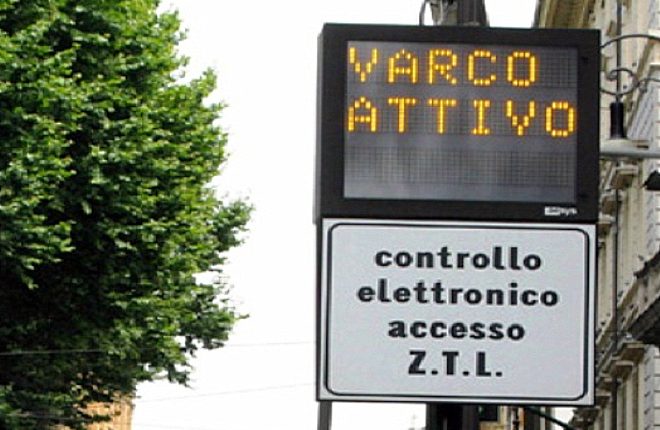 VARCO
ATTIVO
controllo
elettronico
accesso
Z.T.L.